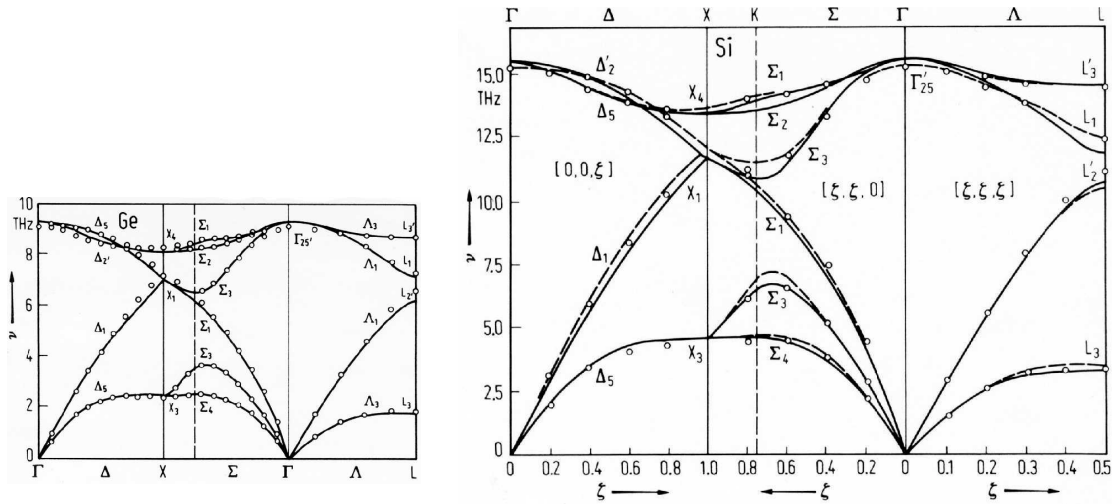 10
THz
8
6
ν
4
2
0
Ge
Δ₅
Δ₂'
Δ₁
Δ₅
X₄
X₁
X₃
Σ₁
Σ₂
Σ₃
Σ₁
Σ₃
Σ₄
Γ₂₅'
Λ₃
Λ₁
Λ₁
Λ₃
L₃'
L₁
L₂'
L₃
Γ Δ X Σ Γ Λ L
Γ Δ X K Σ Γ Λ L
Si
15,0
THz
12.5
10,0
ν
7.5
5,0
2.5
0
Δ'₂
Δ₅
[0,0,ξ]
Δ₁
Δ₅
X₄
X₁
X₃
Σ₁
Σ₂
Σ₃
[ξ,ξ,0]
Σ₁
Σ₃
Σ₄
Γ'₂₅
[ξ,ξ,ξ]
L'₃
L₁
L'₂
L₃
0 0.2 0.4 0.6 0.8 1.0 0.8 0.6 0.4 0.2 0 0.1 0.2 0.3 0.4 0.5
ζ ζ ζ